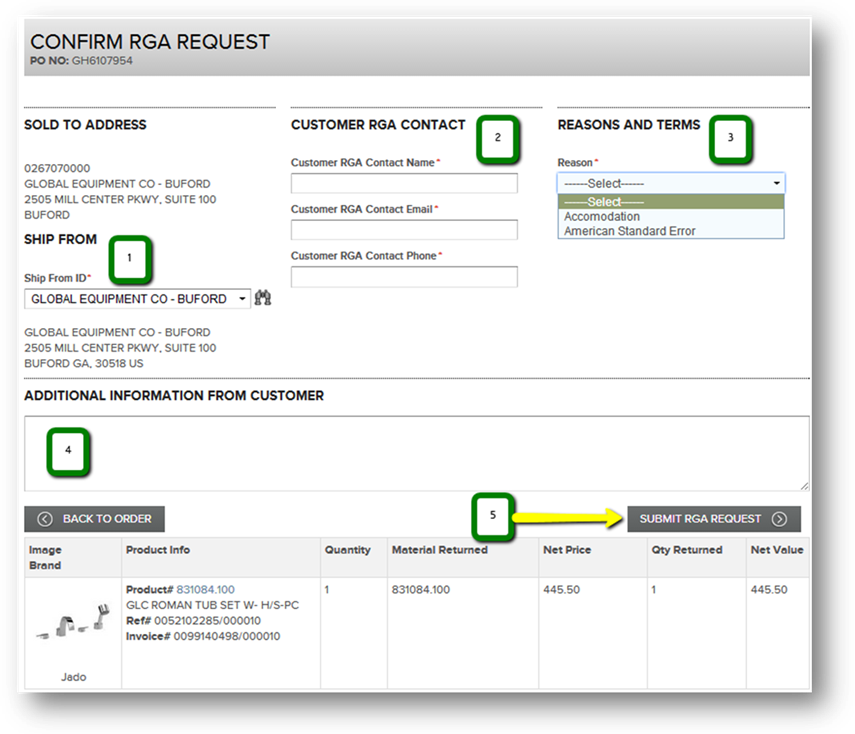 CONFIRM RGA REQUEST
PO NO: GH6107954
SOLD TO ADDRESS
0267070000
GLOBAL EQUIPMENT CO - BUFORD
2505 MILL CENTER PKWY, SUITE 100
BUFORD
SHIP FROM
1
Ship From ID*
GLOBAL EQUIPMENT CO - BUFORD
GLOBAL EQUIPMENT CO - BUFORD
2505 MILL CENTER PKWY, SUITE 100
BUFORD GA, 30518 US
CUSTOMER RGA CONTACT
2
Customer RGA Contact Name*
Customer RGA Contact Email*
Customer RGA Contact Phone*
REASONS AND TERMS
3
Reason*
------Select------
------Select------
Accomodation
American Standard Error
ADDITIONAL INFORMATION FROM CUSTOMER
4
BACK TO ORDER
5
SUBMIT RGA REQUEST
Image Brand
Product Info
Quantity
Material Returned
Net Price
Qty Returned
Net Value
Jado
Product# 831084.100
GLC ROMAN TUB SET W- H/S-PC
Ref# 0052102285/000010
Invoice# 0099140498/000010
1
831084.100
445.50
1
445.50